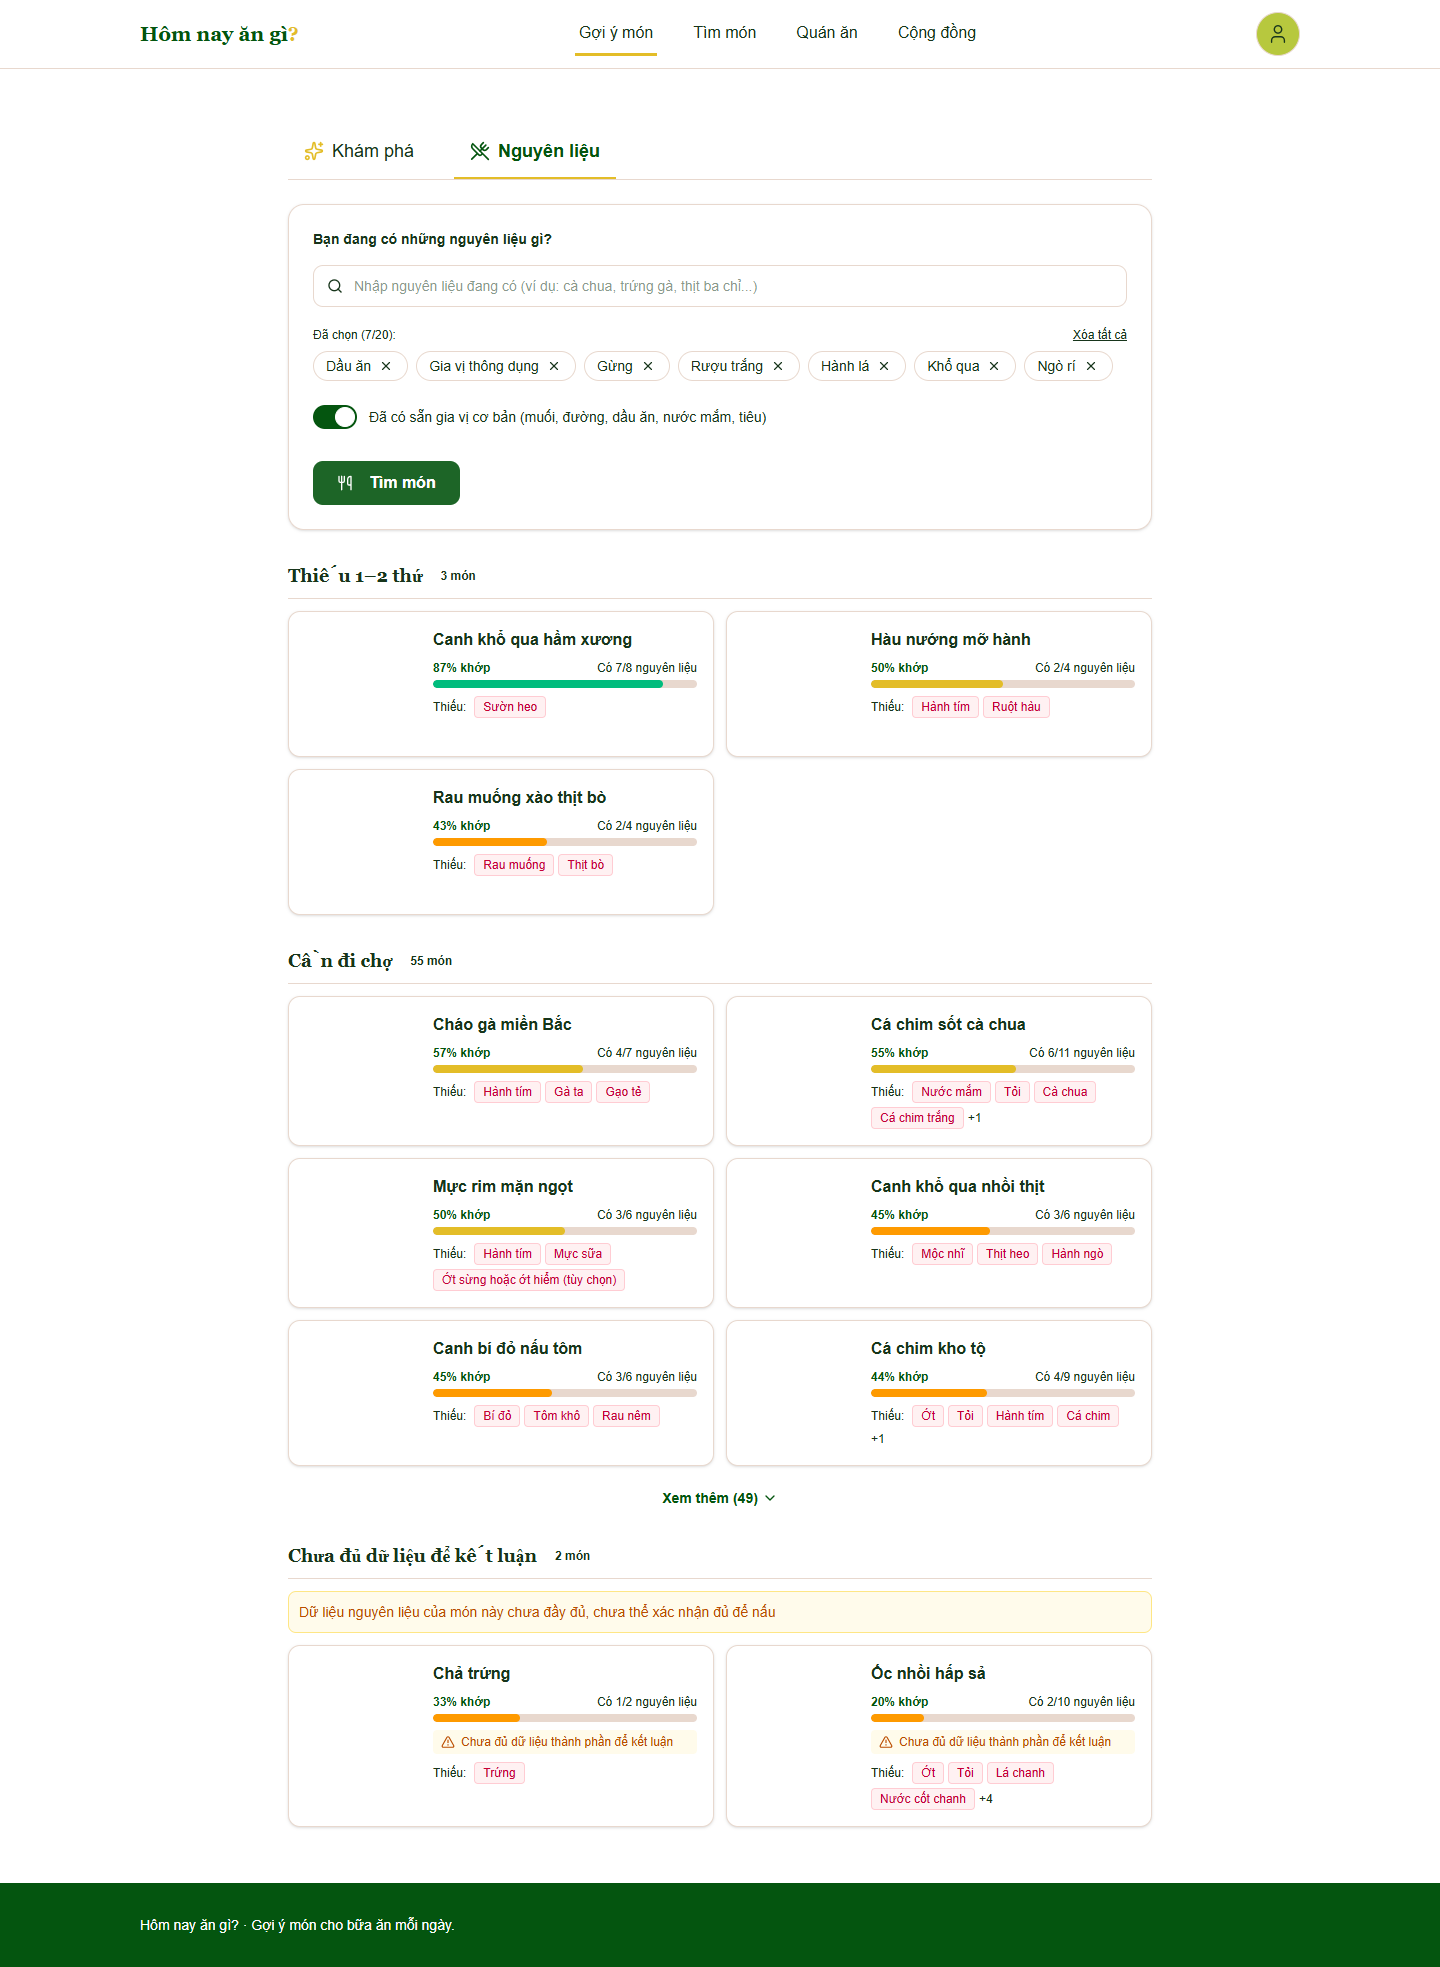 Hôm nay ăn gì?
Gợi ý món
Tìm món
Quán ăn
Cộng đồng
Khám phá
Nguyên liệu
Bạn đang có những nguyên liệu gì?
Nhập nguyên liệu đang có (ví dụ: cà chua, trứng gà, thịt ba chỉ...)
Đã chọn (7/20):
Xóa tất cả
Dầu ăn
Gia vị thông dụng
Gừng
Rượu trắng
Hành lá
Khổ qua
Ngò rí
Đã có sẵn gia vị cơ bản (muối, đường, dầu ăn, nước mắm, tiêu)
Tìm món
Thiếu 1–2 thứ 3 món
Canh khổ qua hầm xương
87% khớp Có 7/8 nguyên liệu
Thiếu: Sườn heo
Hàu nướng mỡ hành
50% khớp Có 2/4 nguyên liệu
Thiếu: Hành tím Ruột hàu
Rau muống xào thịt bò
43% khớp Có 2/4 nguyên liệu
Thiếu: Rau muống Thịt bò
Cần đi chợ 55 món
Cháo gà miền Bắc
57% khớp Có 4/7 nguyên liệu
Thiếu: Hành tím Gà ta Gạo tẻ
Cá chim sốt cà chua
55% khớp Có 6/11 nguyên liệu
Thiếu: Nước mắm Tỏi Cà chua
Cá chim trắng +1
Mực rim mặn ngọt
50% khớp Có 3/6 nguyên liệu
Thiếu: Hành tím Mực sữa
Ớt sừng hoặc ớt hiểm (tùy chọn)
Canh khổ qua nhồi thịt
45% khớp Có 3/6 nguyên liệu
Thiếu: Mộc nhĩ Thịt heo Hành ngò
Canh bí đỏ nấu tôm
45% khớp Có 3/6 nguyên liệu
Thiếu: Bí đỏ Tôm khô Rau nêm
Cá chim kho tộ
44% khớp Có 4/9 nguyên liệu
Thiếu: Ớt Tỏi Hành tím Cá chim
+1
Xem thêm (49)
Chưa đủ dữ liệu để kết luận 2 món
Dữ liệu nguyên liệu của món này chưa đầy đủ, chưa thể xác nhận đủ để nấu
Chả trứng
33% khớp Có 1/2 nguyên liệu
Chưa đủ dữ liệu thành phần để kết luận
Thiếu: Trứng
Ốc nhồi hấp sả
20% khớp Có 2/10 nguyên liệu
Chưa đủ dữ liệu thành phần để kết luận
Thiếu: Ớt Tỏi Lá chanh
Nước cốt chanh +4
Hôm nay ăn gì? · Gợi ý món cho bữa ăn mỗi ngày.